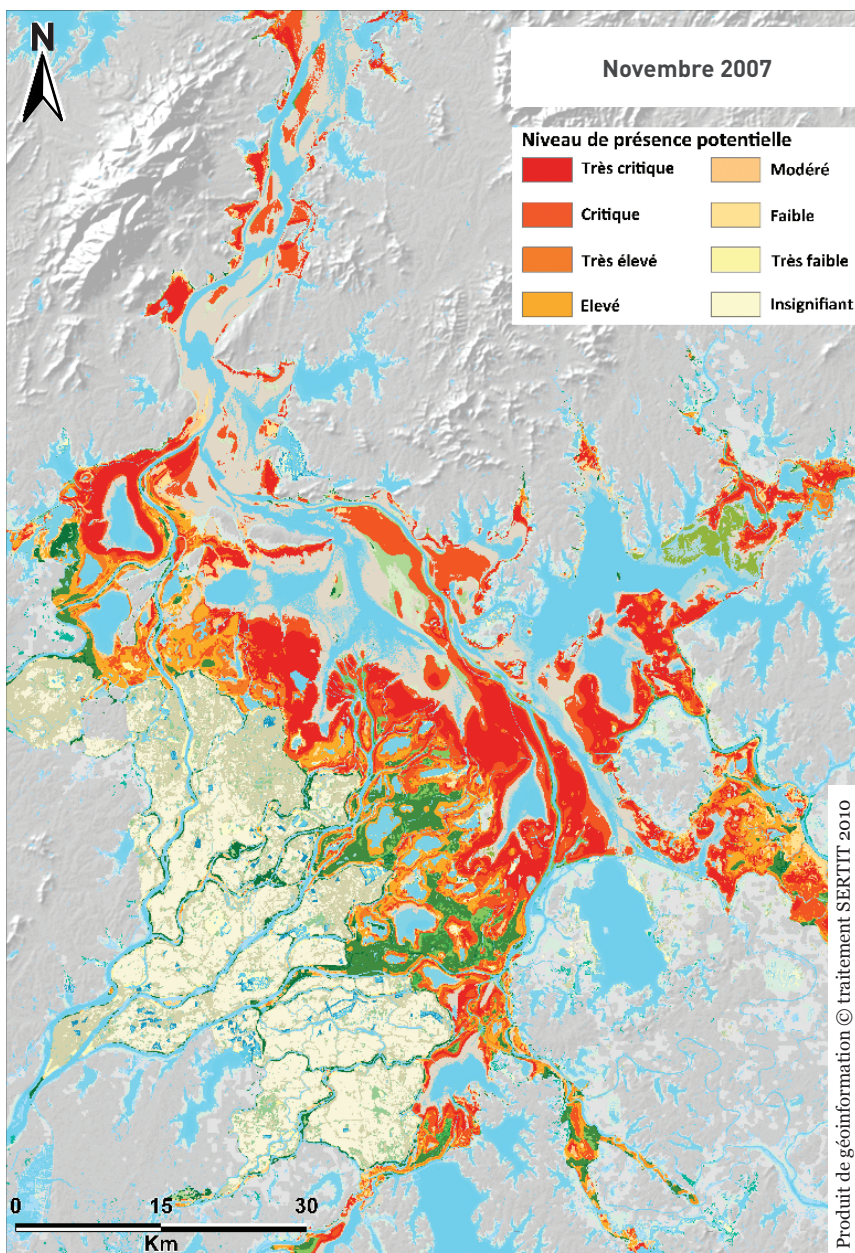 N
Novembre 2007
Niveau de présence potentielle
Très critique
Modéré
Critique
Faible
Très élevé
Très faible
Elevé
Insignifiant
0 15 30
Km
Produit de géoinformation © traitement SERTIT 2010